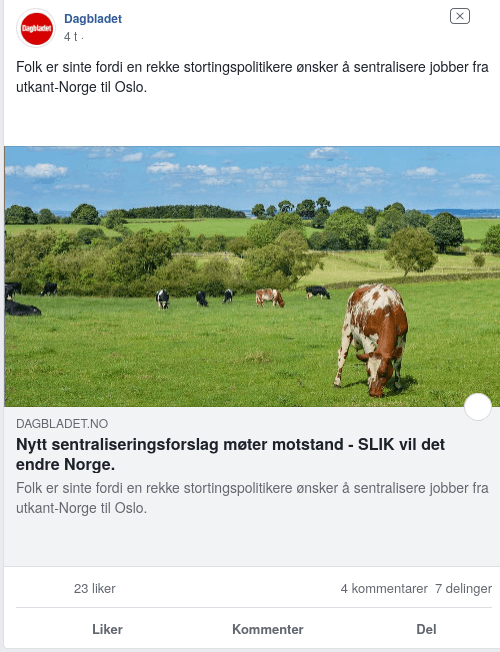 Dagbladet
Dagbladet
4 t ·
Folk er sinte fordi en rekke stortingspolitikere ønsker å sentralisere jobber fra
utkant-Norge til Oslo.
DAGBLADET.NO
Nytt sentraliseringsforslag møter motstand - SLIK vil det
endre Norge.
Folk er sinte fordi en rekke stortingspolitikere ønsker å sentralisere jobber fra
utkant-Norge til Oslo.
23 liker 4 kommentarer 7 delinger
Liker Kommenter Del